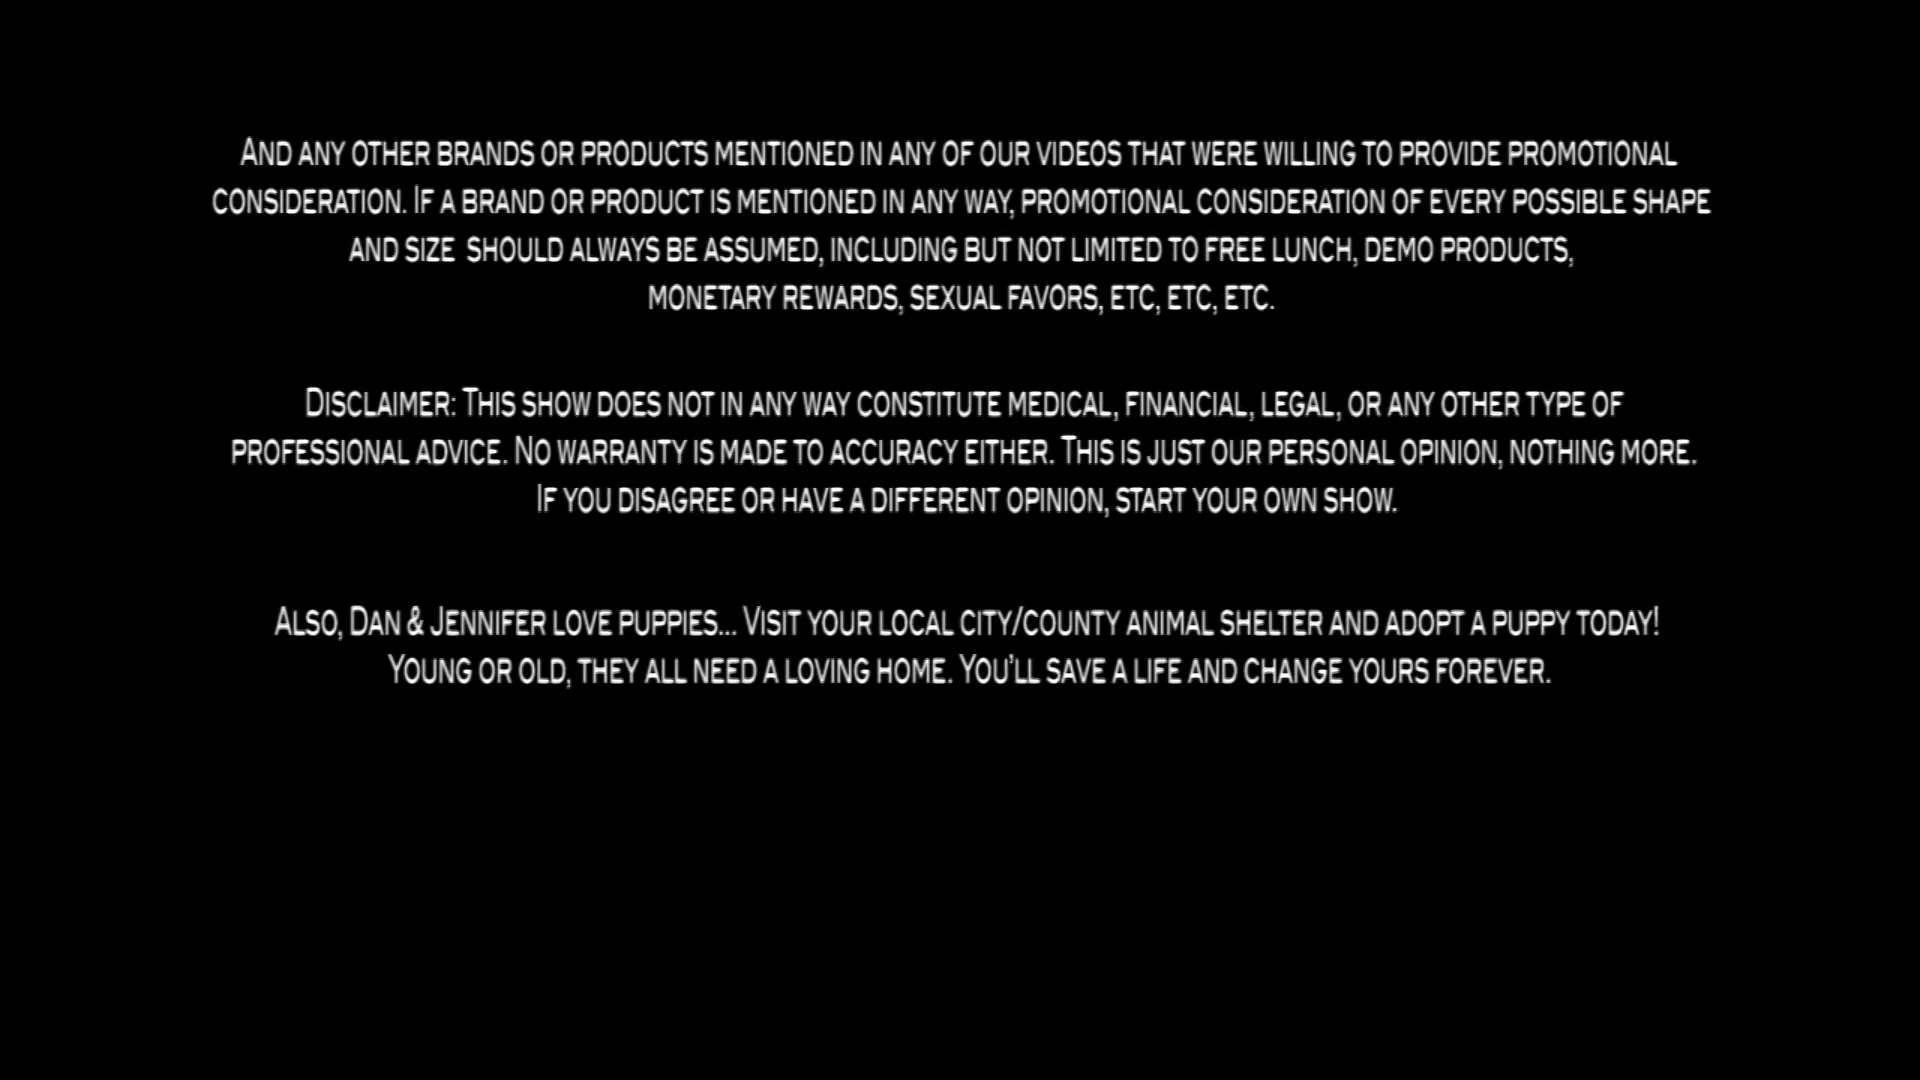 And any other brands or products mentioned in any of our videos that were willing to provide promotional
consideration. If a brand or product is mentioned in any way, promotional consideration of every possible shape
and size should always be assumed, including but not limited to free lunch, demo products,
monetary rewards, sexual favors, etc, etc, etc.
Disclaimer: This show does not in any way constitute medical, financial, legal, or any other type of
professional advice. No warranty is made to accuracy either. This is just our personal opinion, nothing more.
If you disagree or have a different opinion, start your own show.
Also, Dan & Jennifer love puppies... Visit your local city/county animal shelter and adopt a puppy today!
Young or old, they all need a loving home. You'll save a life and change yours forever.